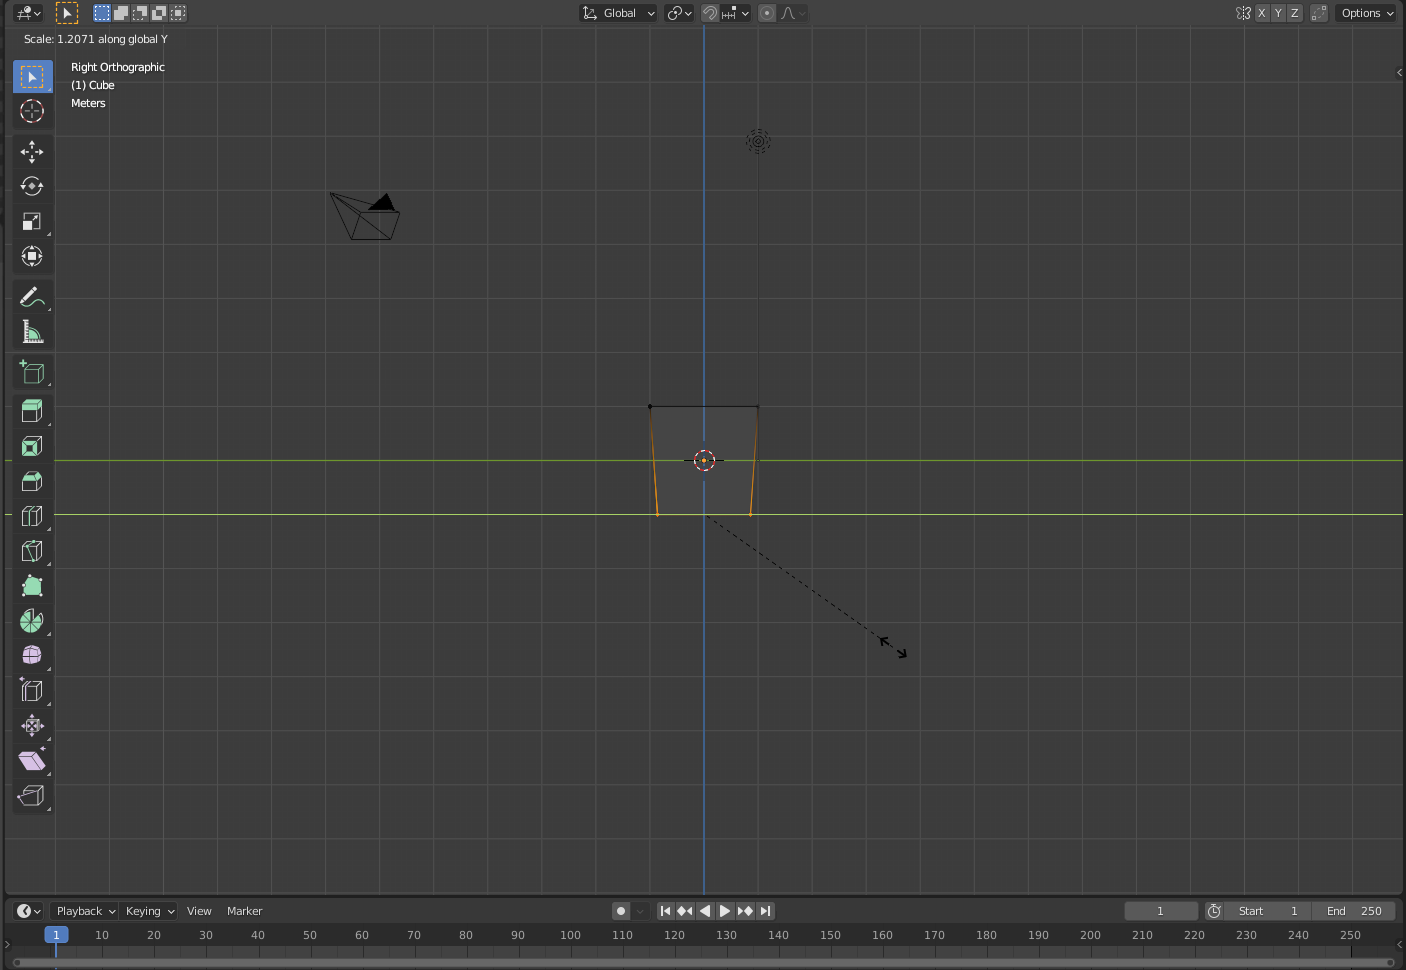 Global
X Y Z
Options
Scale: 1.2071 along global Y
Right Orthographic
(1) Cube
Meters
Playback Keying View Marker
1
Start 1
End 250
1 10 20 30 40 50 60 70 80 90 100 110 120 130 140 150 160 170 180 190 200 210 220 230 240 250